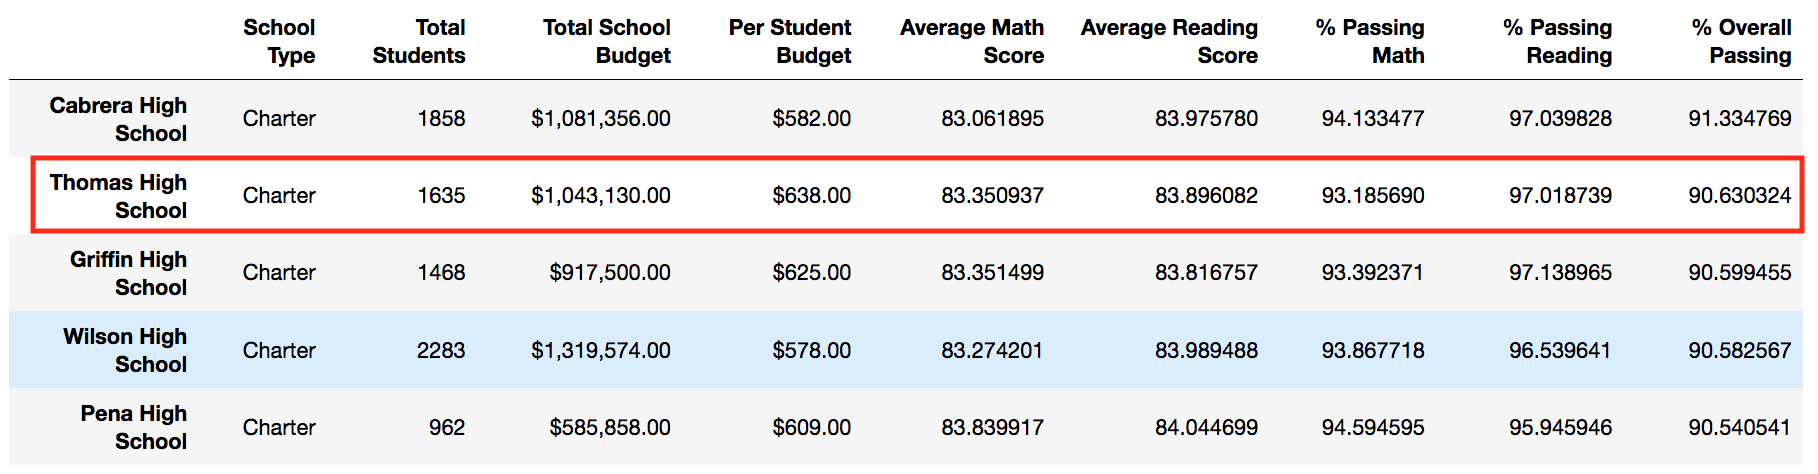 School Type Total Students Total School Budget Per Student Budget Average Math Score Average Reading Score % Passing Math % Passing Reading % Overall Passing
Cabrera High School Charter 1858 $1,081,356.00 $582.00 83.061895 83.975780 94.133477 97.039828 91.334769
Thomas High School Charter 1635 $1,043,130.00 $638.00 83.350937 83.896082 93.185690 97.018739 90.630324
Griffin High School Charter 1468 $917,500.00 $625.00 83.351499 83.816757 93.392371 97.138965 90.599455
Wilson High School Charter 2283 $1,319,574.00 $578.00 83.274201 83.989488 93.867718 96.539641 90.582567
Pena High School Charter 962 $585,858.00 $609.00 83.839917 84.044699 94.594595 95.945946 90.540541